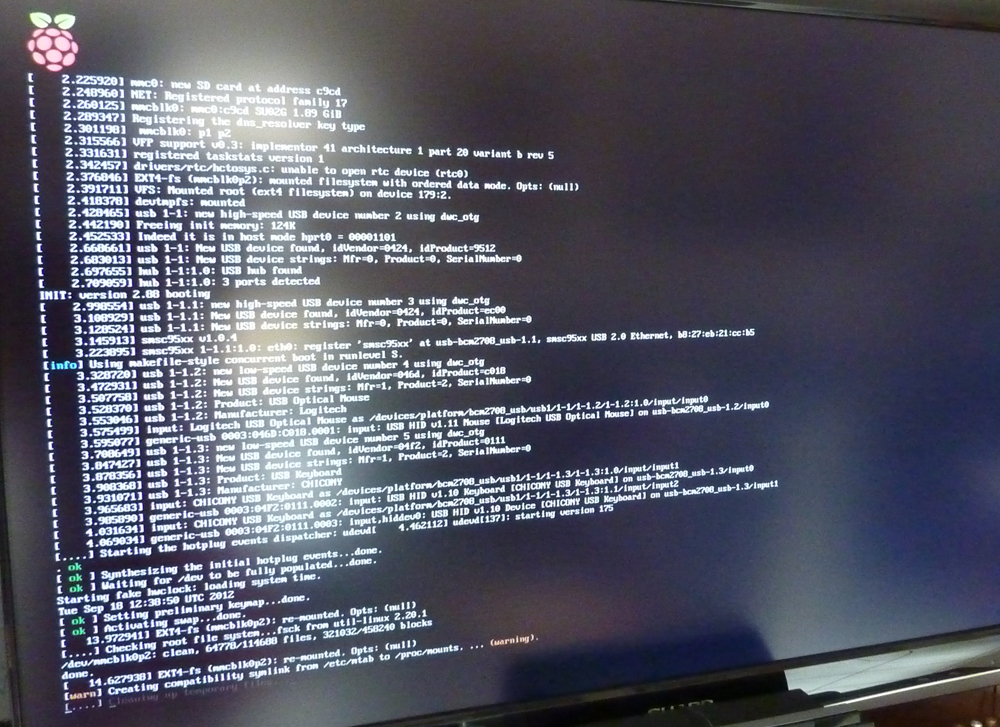 [    2.225920] mmc0: new SD card at address c9cd
[    2.248960] NET: Registered protocol family 17
[    2.260125] mmcblk0: mmc0:c9cd SU02G 1.89 GiB
[    2.289347] Registering the dns_resolver key type
[    2.301198]  mmcblk0: p1 p2
[    2.315566] VFP support v0.3: implementor 41 architecture 1 part 20 variant b rev 5
[    2.331631] registered taskstats version 1
[    2.342457] drivers/rtc/hctosys.c: unable to open rtc device (rtc0)
[    2.376846] EXT4-fs (mmcblk0p2): mounted filesystem with ordered data mode. Opts: (null)
[    2.391711] VFS: Mounted root (ext4 filesystem) on device 179:2.
[    2.418378] devtmpfs: mounted
[    2.428465] usb 1-1: new high-speed USB device number 2 using dwc_otg
[    2.442190] Freeing init memory: 124K
[    2.452533] Indeed it is in host mode hprt0 = 00001101
[    2.668661] usb 1-1: New USB device found, idVendor=0424, idProduct=9512
[    2.683013] usb 1-1: New USB device strings: Mfr=0, Product=0, SerialNumber=0
[    2.697655] hub 1-1:1.0: USB hub found
[    2.709059] hub 1-1:1.0: 3 ports detected
INIT: version 2.88 booting
[    2.998554] usb 1-1.1: new high-speed USB device number 3 using dwc_otg
[    3.108929] usb 1-1.1: New USB device found, idVendor=0424, idProduct=ec00
[    3.128524] usb 1-1.1: New USB device strings: Mfr=0, Product=0, SerialNumber=0
[    3.145913] smsc95xx v1.0.4
[    3.223095] smsc95xx 1-1.1:1.0: eth0: register 'smsc95xx' at usb-bcm2708_usb-1.1, smsc95xx USB 2.0 Ethernet, b8:27:eb:21:cc:b5
[info] Using makefile-style concurrent boot in runlevel S.
[    3.328720] usb 1-1.2: new low-speed USB device number 4 using dwc_otg
[    3.472931] usb 1-1.2: New USB device found, idVendor=046d, idProduct=c018
[    3.507758] usb 1-1.2: New USB device strings: Mfr=1, Product=2, SerialNumber=0
[    3.528370] usb 1-1.2: Product: USB Optical Mouse
[    3.553046] usb 1-1.2: Manufacturer: Logitech
[    3.575499] input: Logitech USB Optical Mouse as /devices/platform/bcm2708_usb/usb1/1-1/1-1.2/1-1.2:1.0/input/input0
[    3.595077] generic-usb 0003:046D:C018.0001: input: USB HID v1.11 Mouse [Logitech USB Optical Mouse] on usb-bcm2708_usb-1.2/input0
[    3.708649] usb 1-1.3: new low-speed USB device number 5 using dwc_otg
[    3.847427] usb 1-1.3: New USB device found, idVendor=04f2, idProduct=0111
[    3.878356] usb 1-1.3: New USB device strings: Mfr=1, Product=2, SerialNumber=0
[    3.908368] usb 1-1.3: Product: USB Keyboard
[    3.931071] usb 1-1.3: Manufacturer: CHICONY
[    3.965683] input: CHICONY USB Keyboard as /devices/platform/bcm2708_usb/usb1/1-1/1-1.3/1-1.3:1.0/input/input1
[    3.985890] generic-usb 0003:04F2:0111.0002: input: USB HID v1.10 Keyboard [CHICONY USB Keyboard] on usb-bcm2708_usb-1.3/input0
[    4.031634] input: CHICONY USB Keyboard as /devices/platform/bcm2708_usb/usb1/1-1/1-1.3/1-1.3:1.1/input/input2
[    4.069034] generic-usb 0003:04F2:0111.0003: input,hiddev0: USB HID v1.10 Device [CHICONY USB Keyboard] on usb-bcm2708_usb-1.3/input1
[....] Starting the hotplug events dispatcher: udevd[    4.462112] udevd[137]: starting version 175
. ok
[ ok ] Synthesizing the initial hotplug events...done.
[ ok ] Waiting for /dev to be fully populated...done.
Starting fake hwclock: loading system time.
Tue Sep 18 12:38:50 UTC 2012
[ ok ] Setting preliminary keymap...done.
[ ok ] Activating swap...done.
[   13.972941] EXT4-fs (mmcblk0p2): re-mounted. Opts: (null)
[....] Checking root file system...fsck from util-linux 2.20.1
/dev/mmcblk0p2: clean, 64778/114688 files, 321032/458240 blocks
done.
[   14.627938] EXT4-fs (mmcblk0p2): re-mounted. Opts: (null)
[warn] Creating compatibility symlink from /etc/mtab to /proc/mounts. ... (warning).
[....] Cleaning up temporary files...
SHARP